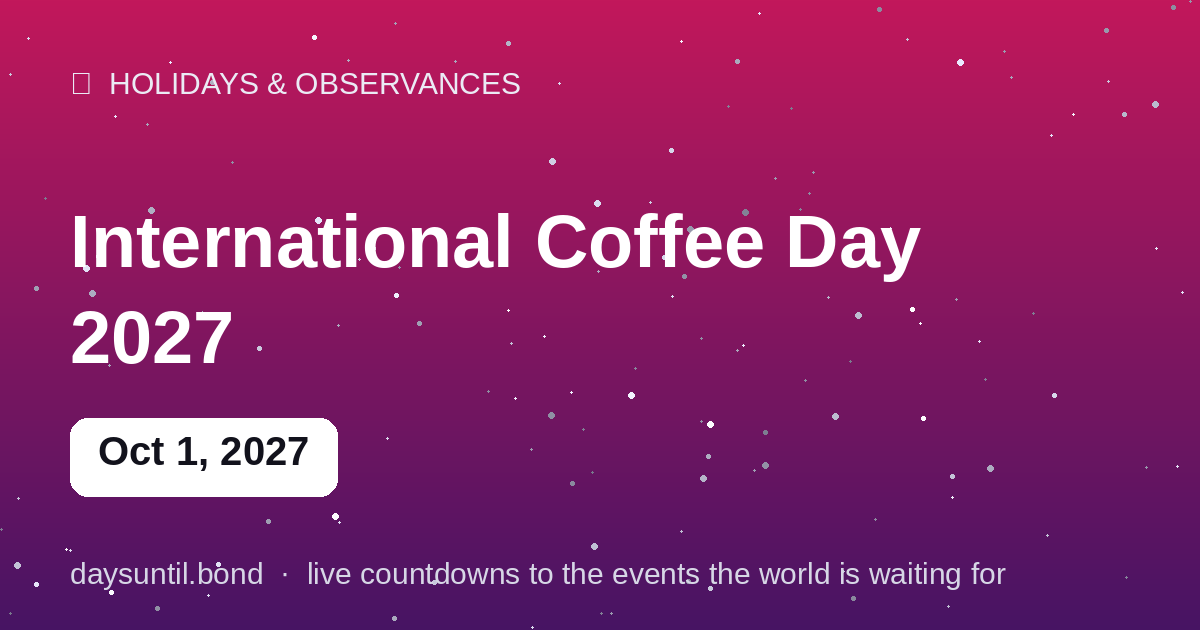 HOLIDAYS & OBSERVANCES
International Coffee Day
2027
Oct 1, 2027
daysuntil.bond · live countdowns to the events the world is waiting for